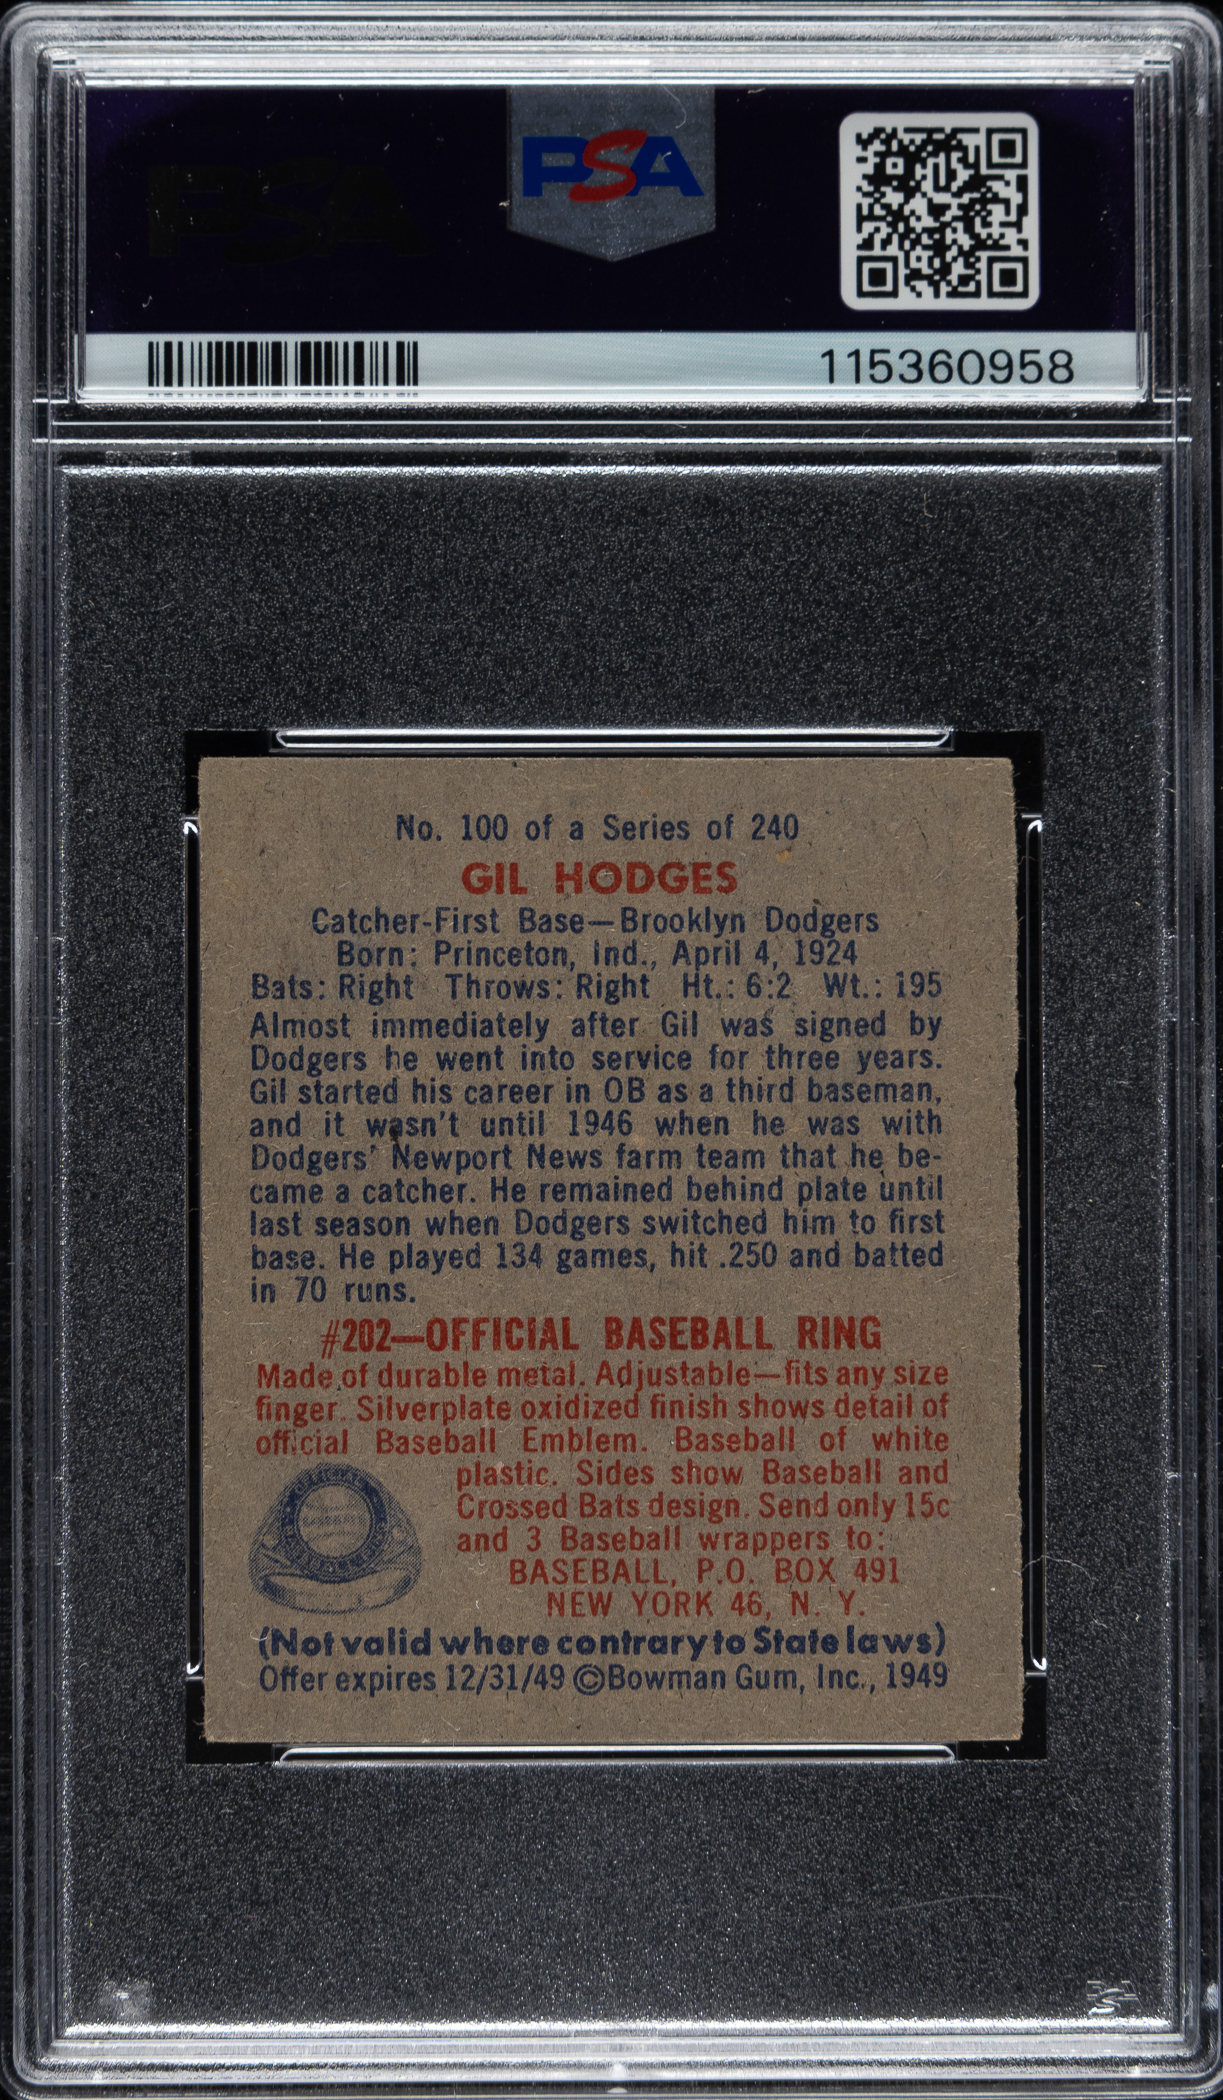 PSA
PSA
115360958
No. 100 of a Series of 240
GIL HODGES
Catcher-First Base—Brooklyn Dodgers
Born: Princeton, Ind., April 4, 1924
Bats: Right Throws: Right Ht.: 6:2 Wt.: 195
Almost immediately after Gil was signed by
Dodgers he went into service for three years.
Gil started his career in OB as a third baseman,
and it wasn't until 1946 when he was with
Dodgers' Newport News farm team that he be-
came a catcher. He remained behind plate until
last season when Dodgers switched him to first
base. He played 134 games, hit .250 and batted
in 70 runs.
#202—OFFICIAL BASEBALL RING
Made of durable metal. Adjustable—fits any size
finger. Silverplate oxidized finish shows detail of
official Baseball Emblem. Baseball of white
plastic. Sides show Baseball and
Crossed Bats design. Send only 15c
and 3 Baseball wrappers to:
BASEBALL, P.O. BOX 491
NEW YORK 46, N. Y.
(Not valid where contrary to State laws)
Offer expires 12/31/49 ©Bowman Gum, Inc., 1949
PSA